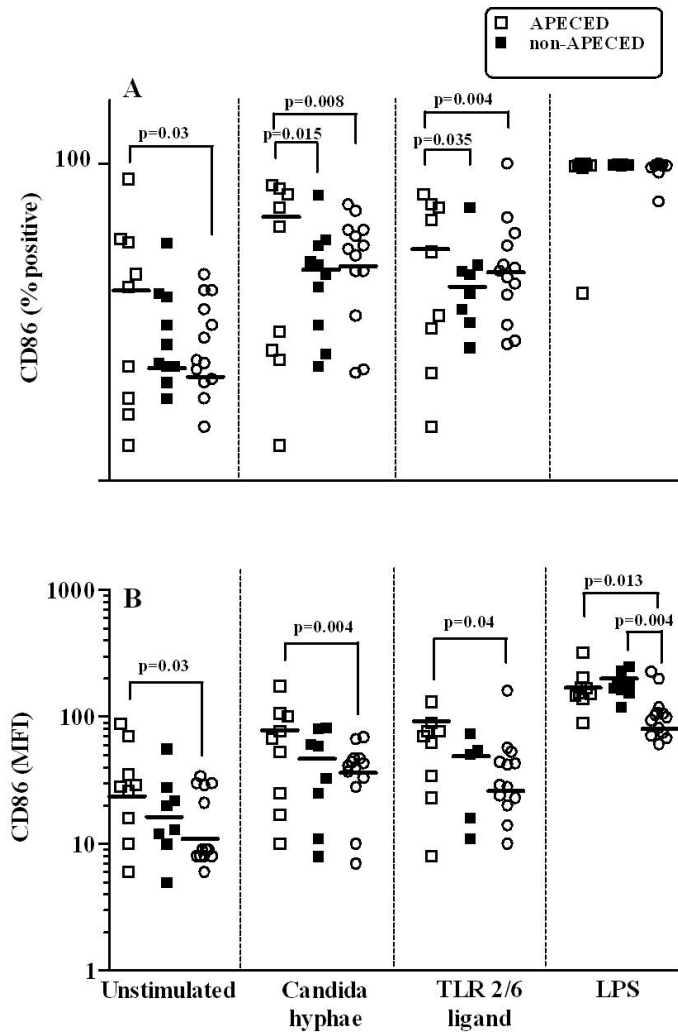 APECED
non-APECED
A
p=0.008
p=0.004
p=0.03
p=0.015
p=0.035
100
CD86 (% positive)
B
1000
p=0.013
p=0.004
p=0.004
p=0.04
p=0.03
100
CD86 (MFI)
10
1
Unstimulated Candida TLR 2/6 LPS
hyphae ligand